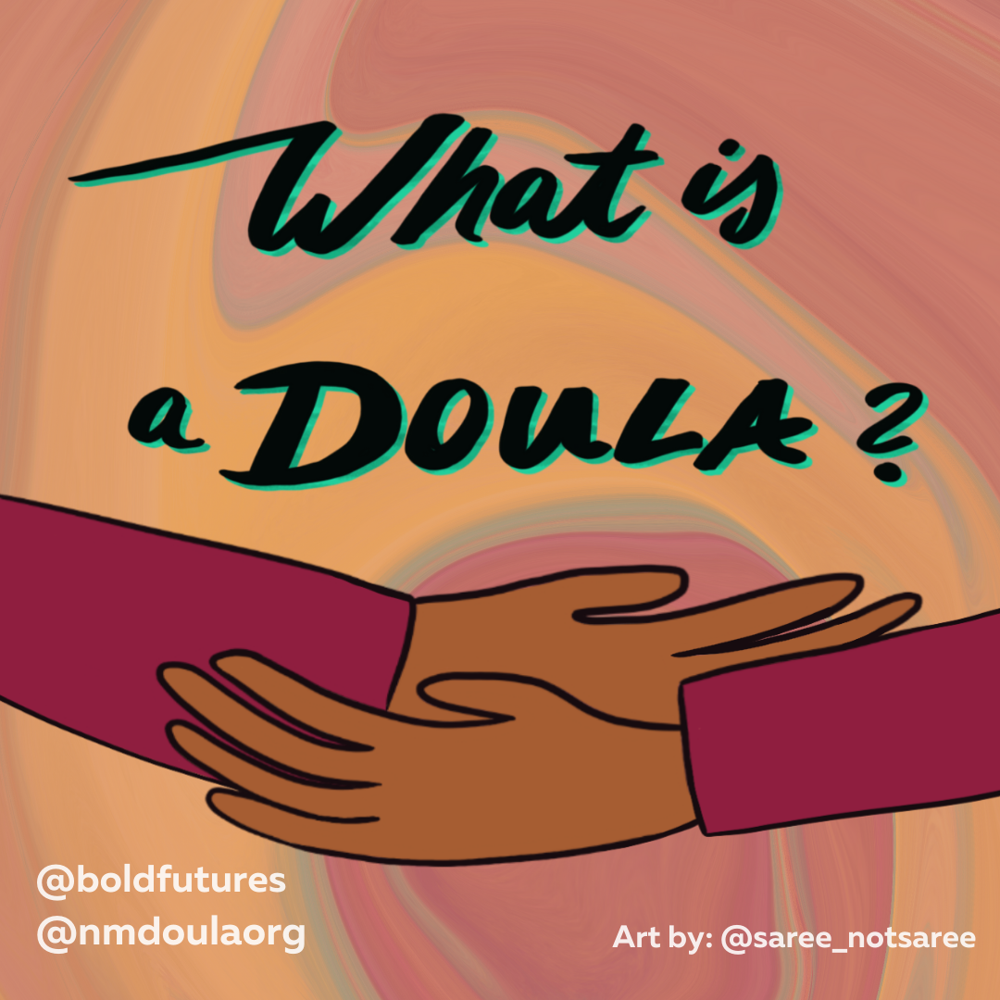 What is
a DOULA?
@boldfutures
@nmdoulaorg
Art by: @saree_notsaree